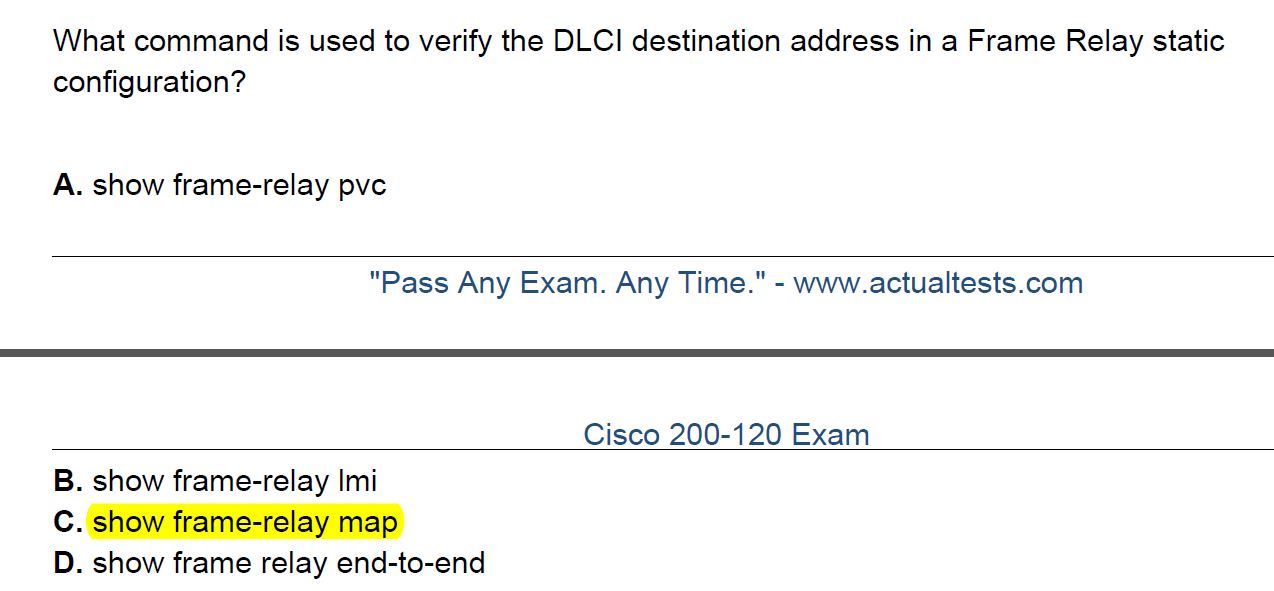 What command is used to verify the DLCI destination address in a Frame Relay static
configuration?
A. show frame-relay pvc
"Pass Any Exam. Any Time." - www.actualtests.com
Cisco 200-120 Exam
B. show frame-relay lmi
C. show frame-relay map
D. show frame relay end-to-end